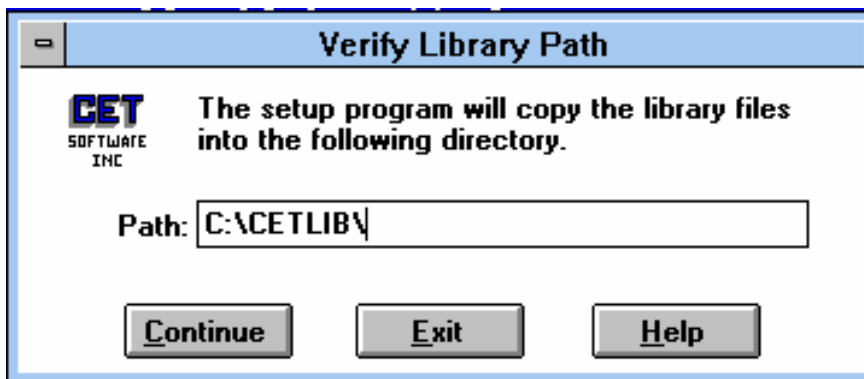 Verify Library Path
CET
SOFTWARE
INC
The setup program will copy the library files
into the following directory.
Path: C:\CETLIB\
Continue Exit Help